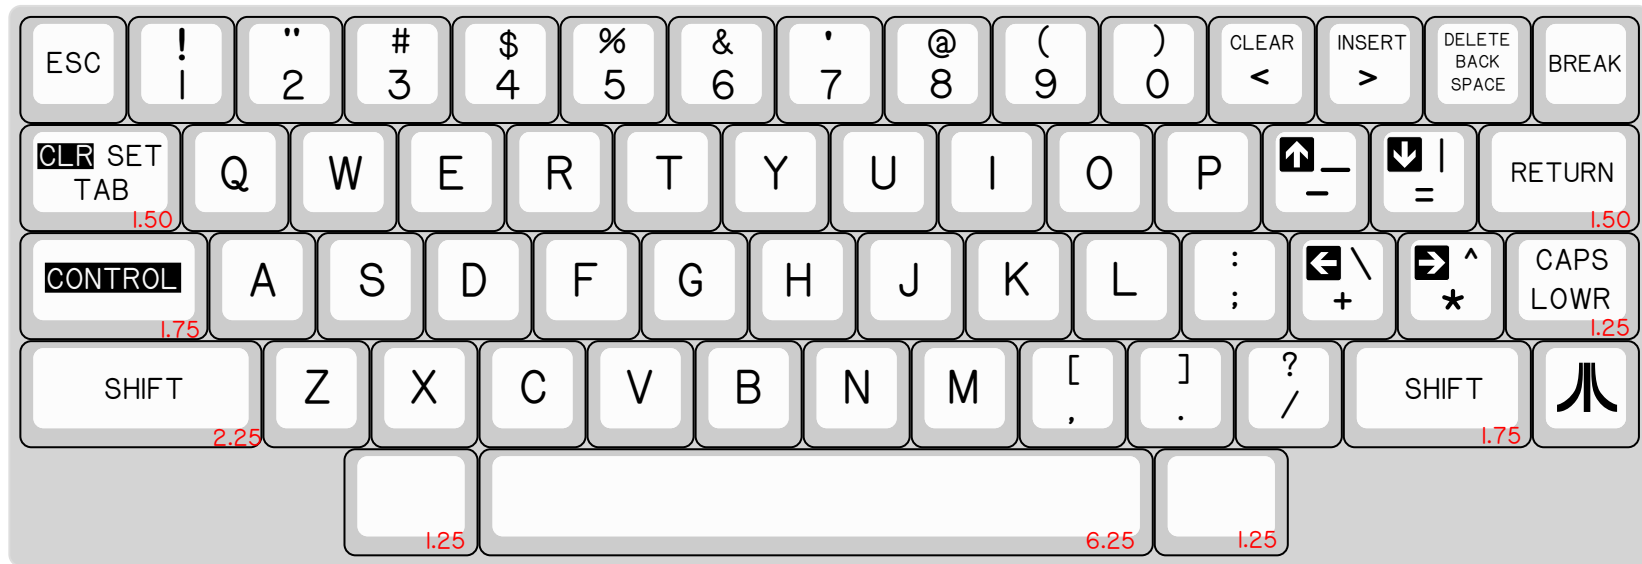 ESC ! " # $ % & ' @ ( ) CLEAR INSERT DELETE
1 2 3 4 5 6 7 8 9 0 < > BACK SPACE BREAK
CLR SET TAB Q W E R T Y U I O P ↑ _ - ↓ | = RETURN
1.50 1.50
CONTROL A S D F G H J K L : ; ← \ + → ^ * CAPS LOWR
1.75 1.25
SHIFT Z X C V B N M [ , ] . ? / SHIFT
2.25 1.75
1.25 6.25 1.25